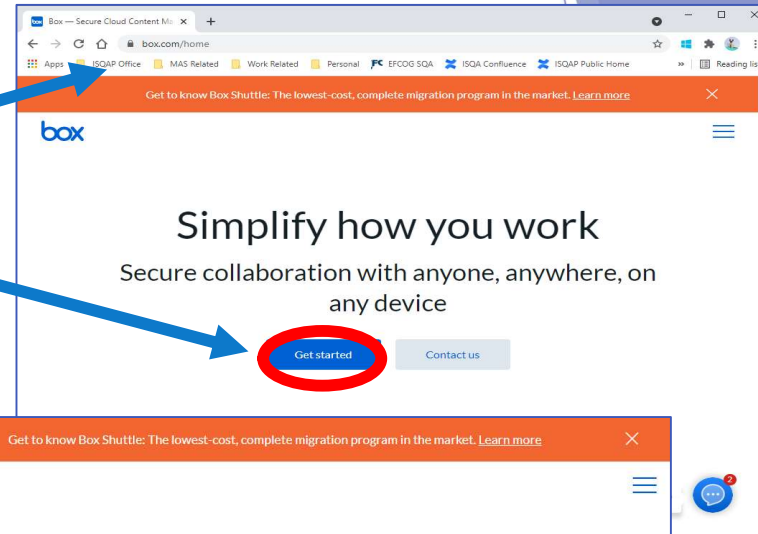 box Box — Secure Cloud Content Ma
box.com/home
Apps ISQAP Office MAS Related Work Related Personal EFCOG SQA ISQA Confluence ISQAP Public Home » Reading lis
Get to know Box Shuttle: The lowest-cost, complete migration program in the market. Learn more
box
Simplify how you work
Secure collaboration with anyone, anywhere, on
any device
Get started Contact us
Get to know Box Shuttle: The lowest-cost, complete migration program in the market. Learn more
2